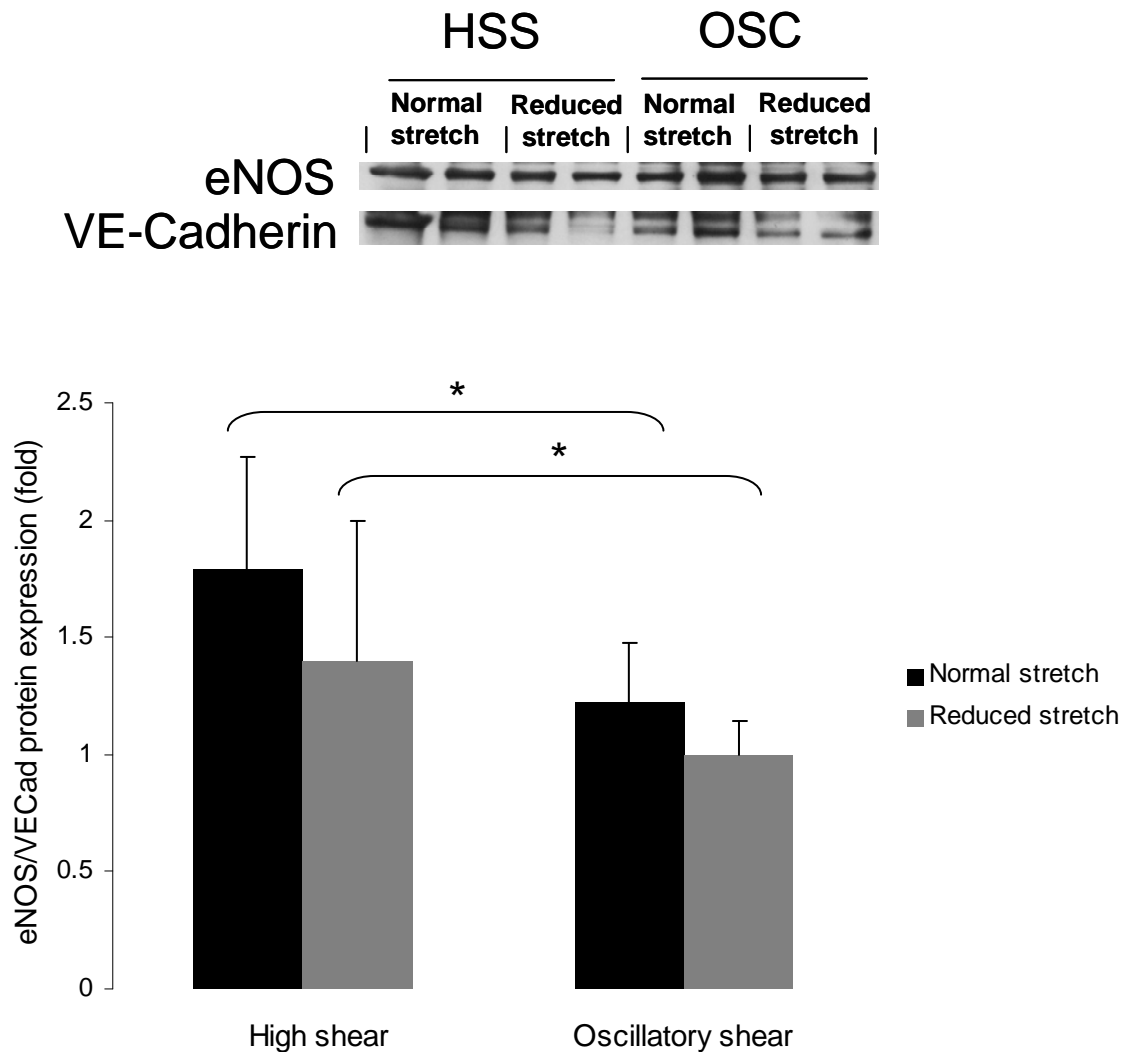 HSS OSC
Normal stretch Reduced stretch Normal stretch Reduced stretch
eNOS
VE-Cadherin
*
*
eNOS/VECad protein expression (fold)
2.5
2
1.5
1
0.5
0
High shear Oscillatory shear
Normal stretch
Reduced stretch